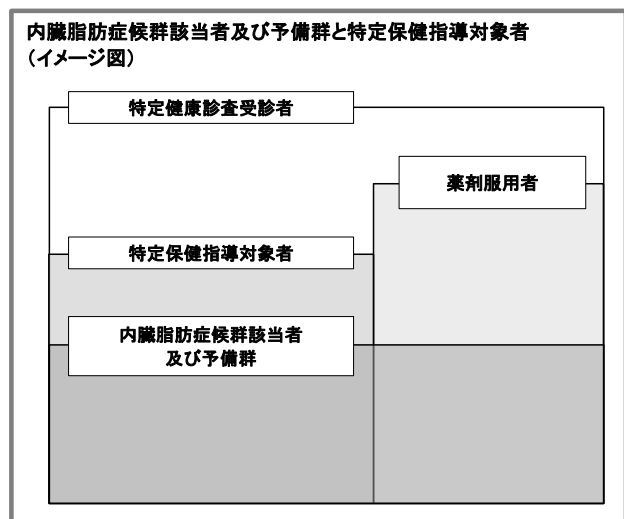 内臓脂肪症候群該当者及び予備群と特定保健指導対象者
（イメージ図）
特定健康診査受診者
薬剤服用者
特定保健指導対象者
内臓脂肪症候群該当者
及び予備群